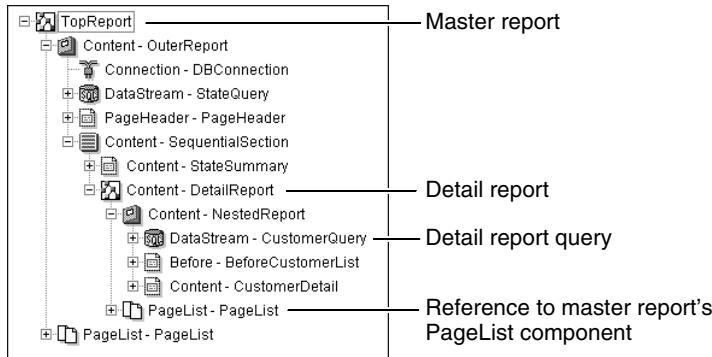 TopReport
Master report
Content - OuterReport
Connection - DBConnection
DataStream - StateQuery
PageHeader - PageHeader
Content - SequentialSection
Content - StateSummary
Content - DetailReport
Detail report
Content - NestedReport
DataStream - CustomerQuery
Detail report query
Before - BeforeCustomerList
Content - CustomerDetail
PageList - PageList
Reference to master report's
PageList component
PageList - PageList